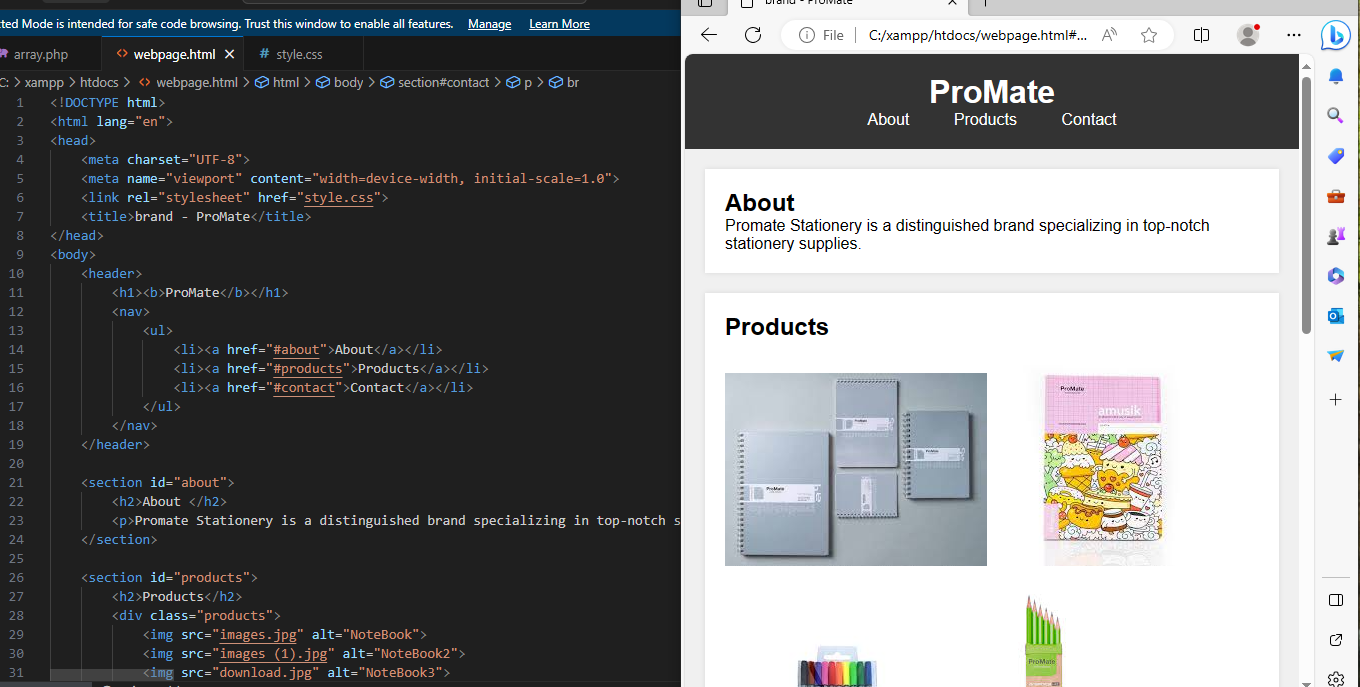 ted Mode is intended for safe code browsing. Trust this window to enable all features. Manage Learn More
array.php webpage.html # style.css
C: > xampp > htdocs > webpage.html > html > body > section#contact > p > br
1 <!DOCTYPE html>
2 <html lang="en">
3 <head>
4 <meta charset="UTF-8">
5 <meta name="viewport" content="width=device-width, initial-scale=1.0">
6 <link rel="stylesheet" href="style.css">
7 <title>brand - ProMate</title>
8 </head>
9 <body>
10 <header>
11 <h1><b>ProMate</b></h1>
12 <nav>
13 <ul>
14 <li><a href="#about">About</a></li>
15 <li><a href="#products">Products</a></li>
16 <li><a href="#contact">Contact</a></li>
17 </ul>
18 </nav>
19 </header>
20
21 <section id="about">
22 <h2>About </h2>
23 <p>Promate Stationery is a distinguished brand specializing in top-notch s
24 </section>
25
26 <section id="products">
27 <h2>Products</h2>
28 <div class="products">
29 <img src="images.jpg" alt="NoteBook">
30 <img src="images (1).jpg" alt="NoteBook2">
31 <img src="download.jpg" alt="NoteBook3">
brand - ProMate
File C:/xampp/htdocs/webpage.html#...
ProMate
About Products Contact
About
Promate Stationery is a distinguished brand specializing in top-notch
stationery supplies.
Products
ProMate
ProMate
ProMate
ProMate
amusik
ProMate